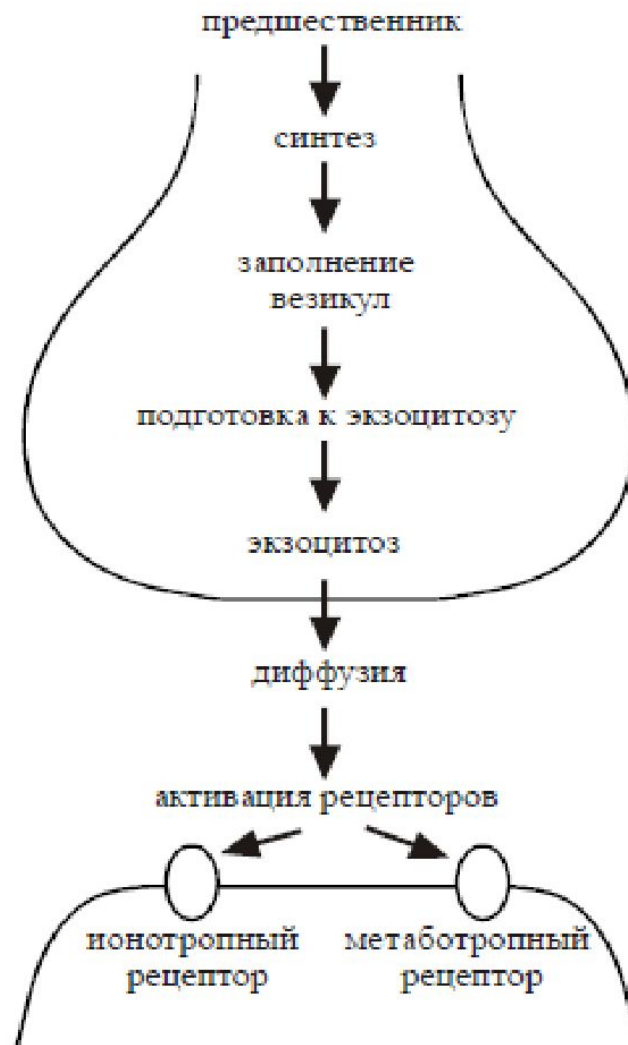 предшественник
синтез
заполнение
везикул
подготовка к экзоцитозу
экзоцитоз
диффузия
активация рецепторов
ионотропный
рецептор
метаботропный
рецептор